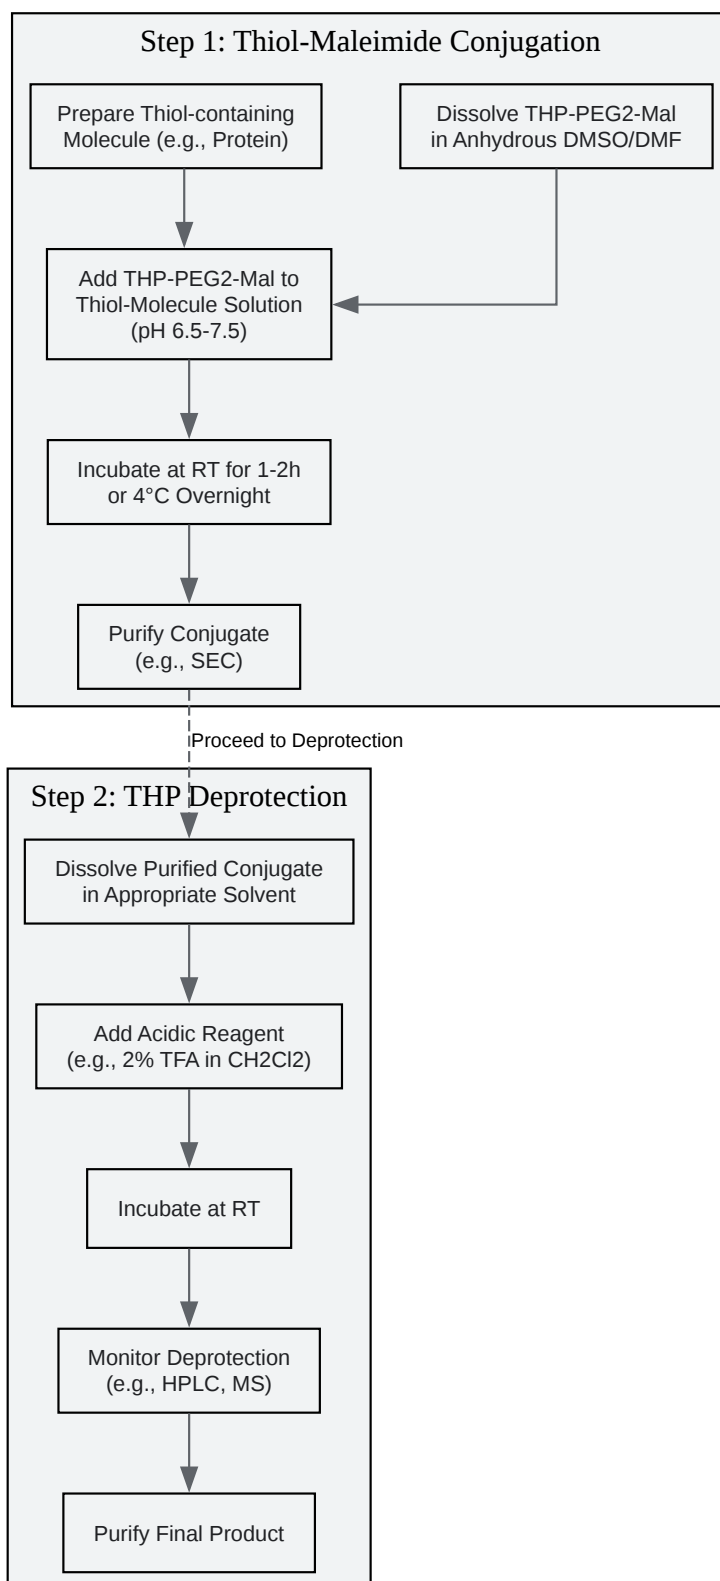 Step 1: Thiol-Maleimide Conjugation
Prepare Thiol-containing
Molecule (e.g., Protein)
Dissolve THP-PEG2-Mal
in Anhydrous DMSO/DMF
Add THP-PEG2-Mal to
Thiol-Molecule Solution
(pH 6.5-7.5)
Incubate at RT for 1-2h
or 4°C Overnight
Purify Conjugate
(e.g., SEC)
Proceed to Deprotection
Step 2: THP Deprotection
Dissolve Purified Conjugate
in Appropriate Solvent
Add Acidic Reagent
(e.g., 2% TFA in CH2Cl2)
Incubate at RT
Monitor Deprotection
(e.g., HPLC, MS)
Purify Final Product